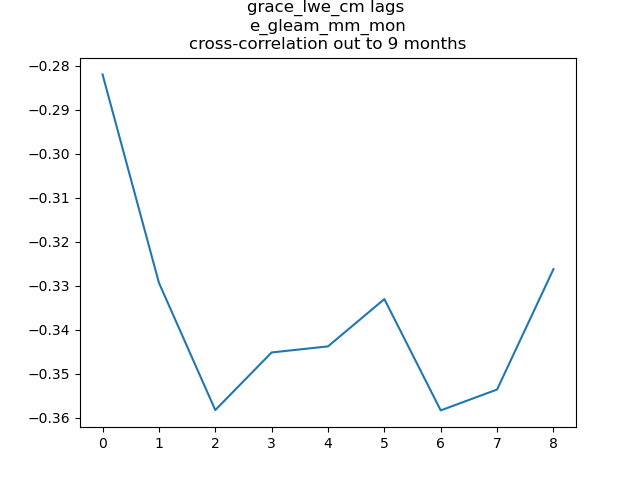 grace_lwe_cm lags
e_gleam_mm_mon
cross-correlation out to 9 months
−0.28
−0.29
−0.30
−0.31
−0.32
−0.33
−0.34
−0.35
−0.36
0 1 2 3 4 5 6 7 8